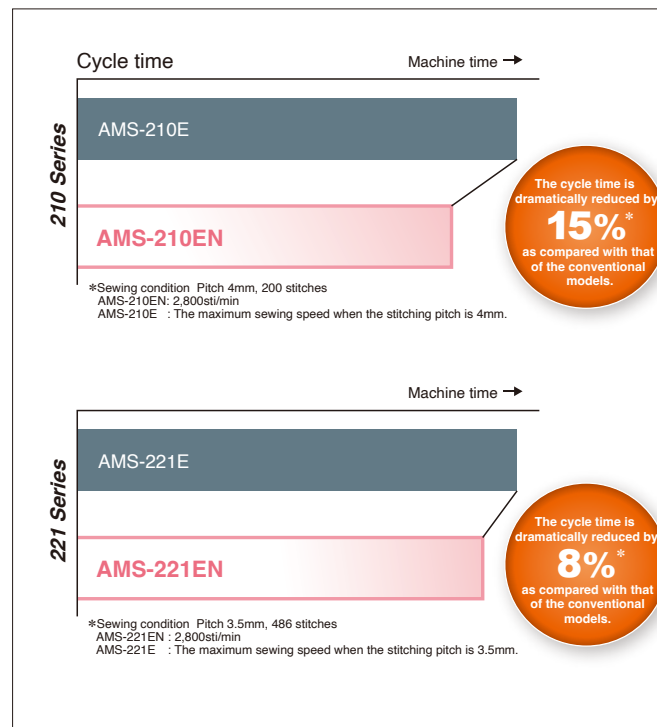 Cycle time
Machine time →
210 Series
AMS-210E
AMS-210EN
The cycle time is
dramatically reduced by
15%*
as compared with that
of the conventional
models.
*Sewing condition Pitch 4mm, 200 stitches
AMS-210EN: 2,800sti/min
AMS-210E : The maximum sewing speed when the stitching pitch is 4mm.
Machine time →
221 Series
AMS-221E
AMS-221EN
The cycle time is
dramatically reduced by
8%*
as compared with that
of the conventional
models.
*Sewing condition Pitch 3.5mm, 486 stitches
AMS-221EN : 2,800sti/min
AMS-221E : The maximum sewing speed when the stitching pitch is 3.5mm.